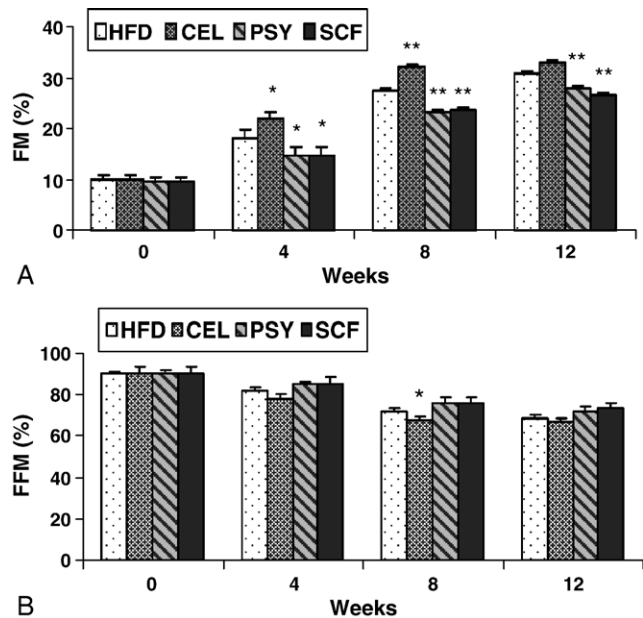 HFD CEL PSY SCF
40
30
20
10
0
FM (%)
* * *
** ** **
** **
0 4 8 12
Weeks
A
HFD CEL PSY SCF
100
80
60
40
20
0
FFM (%)
*
0 4 8 12
Weeks
B